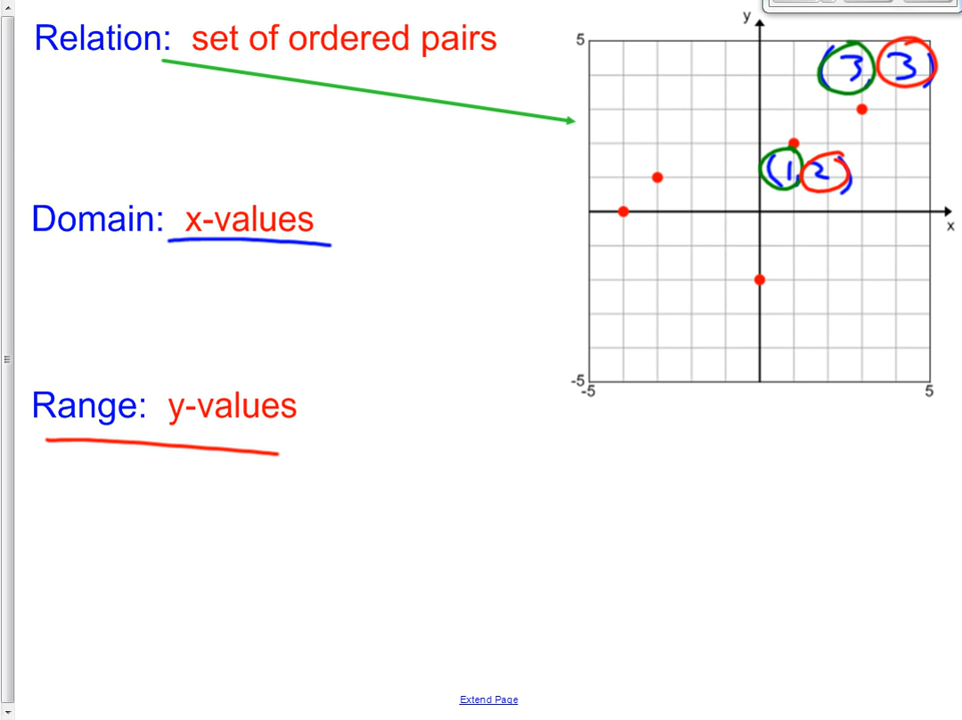 Relation: set of ordered pairs
y
5
(3, 3)
(1, 2)
Domain: x-values
x
-5
-5
5
Range: y-values
Extend Page